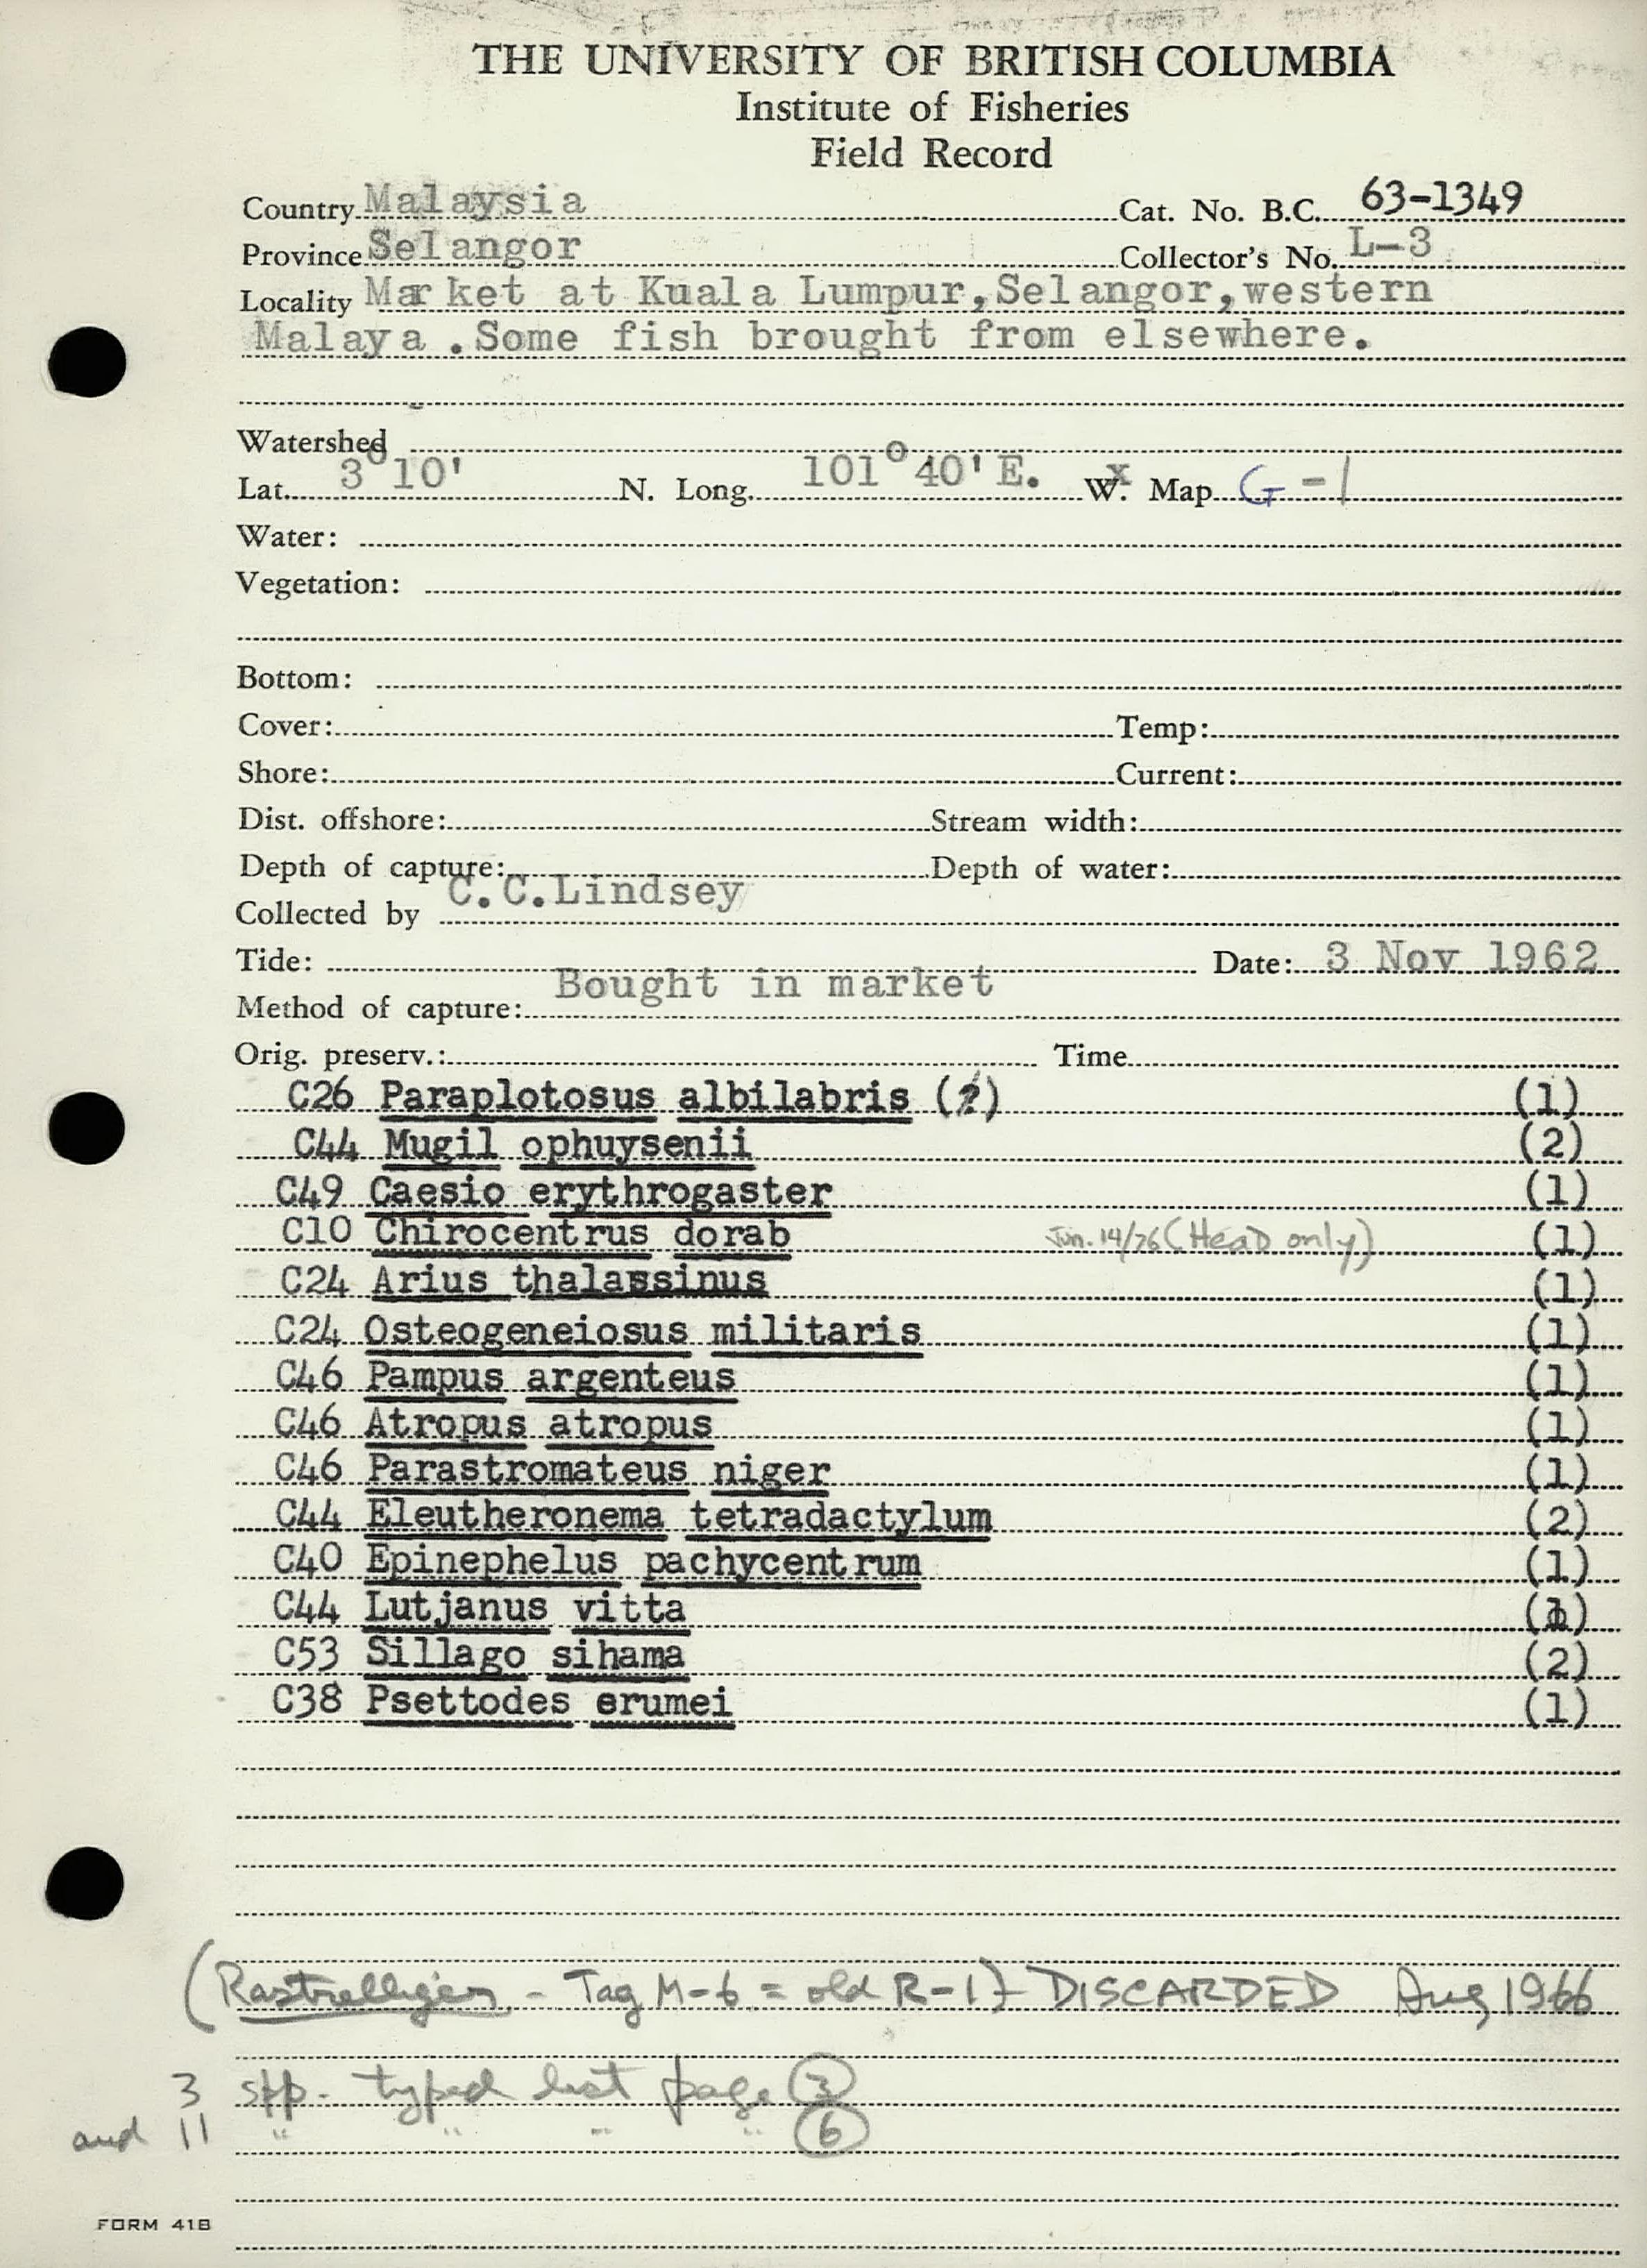 THE UNIVERSITY OF BRITISH COLUMBIA
Institute of Fisheries
Field Record
Country Malaysia Cat. No. B.C. 63-1349
Province Selangor Collector's No. L-3
Locality Market at Kuala Lumpur, Selangor, western
Malaya. Some fish brought from elsewhere.
Watershed
Lat. 3° 10' N. Long. 101° 40' E. W. x Map G-1
Water:
Vegetation:
Bottom:
Cover: Temp:
Shore: Current:
Dist. offshore: Stream width:
Depth of capture: Depth of water:
Collected by C.C.Lindsey
Tide: Date: 3 Nov 1962
Method of capture: Bought in market
Orig. preserv.: Time
C26 Paraplotosus albilabris (?) (1)
C44 Mugil ophuysenii (2)
C49 Caesio erythrogaster (1)
C10 Chirocentrus dorab Jun. 14/76 (Head only) (1)
C24 Arius thalassinus (1)
C24 Osteogeneiosus militaris (1)
C46 Pampus argenteus (1)
C46 Atropus atropus (1)
C46 Parastromateus niger (1)
C44 Eleutheronema tetradactylum (2)
C40 Epinephelus pachycentrum (1)
C44 Lutjanus vitta (1)
C53 Sillago sihama (2)
C38 Psettodes erumei (1)
(Rastrelliger - Tag M-6 = old R-1) - DISCARDED Aug 1966
3 spp. typed list page 3
and 11 " " " " 6
FORM 41B